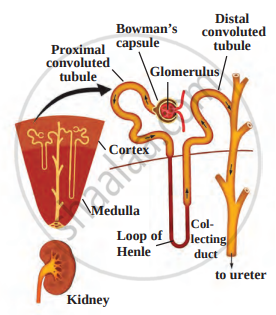 Bowman's
capsule
Distal
convoluted
tubule
Proximal
convoluted
tubule
Glomerulus
Cortex
Medulla
Loop of
Henle
Col-
lecting
duct
to ureter
Kidney